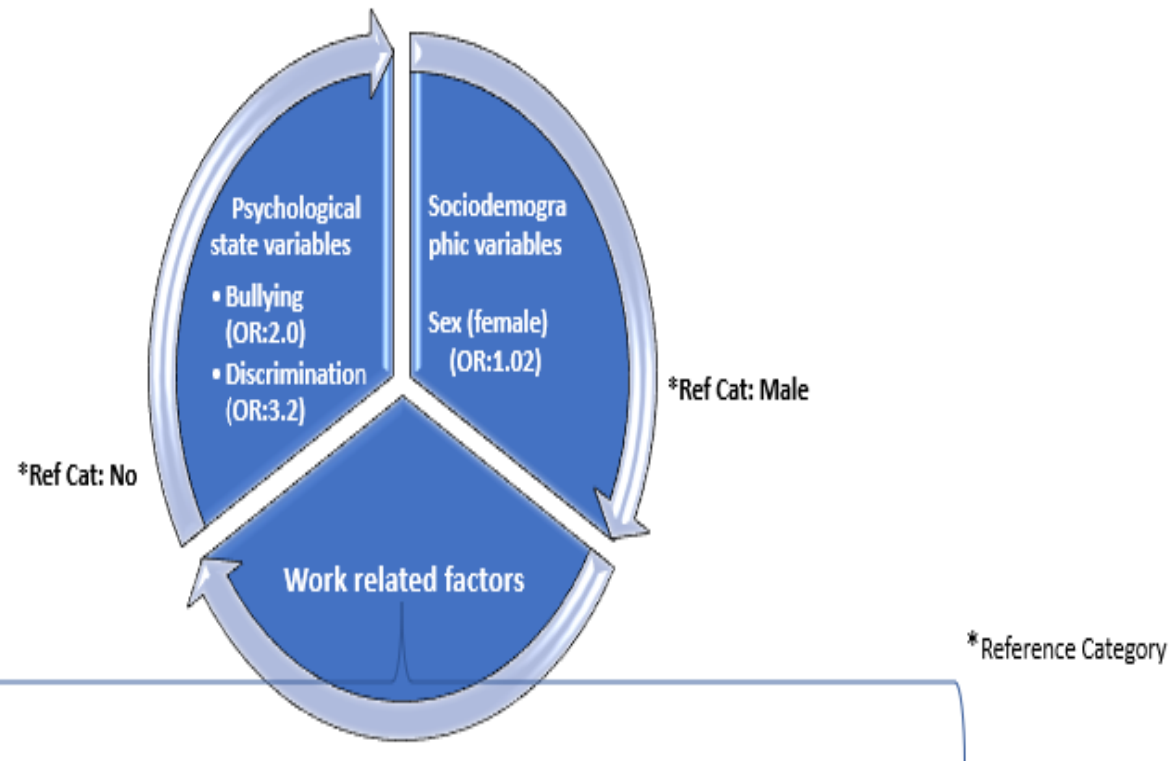 Psychological
state variables
• Bullying
(OR:2.0)
• Discrimination
(OR:3.2)
Sociodemogra
phic variables
Sex (female)
(OR:1.02)
*Ref Cat: Male
*Ref Cat: No
Work related factors
*Reference Category